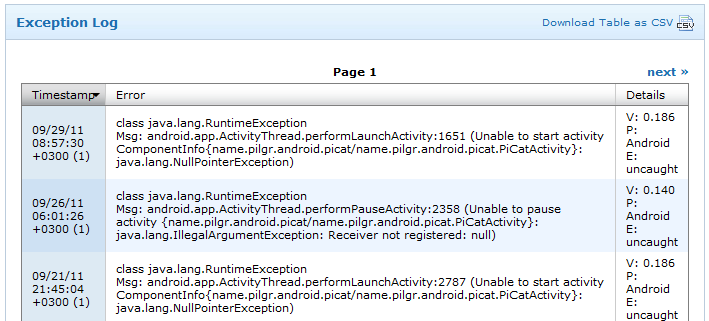 Exception Log
Download Table as CSV
CSV
Page 1
next »
Timestamp
Error
Details
09/29/11
08:57:30
+0300 (1)
class java.lang.RuntimeException
Msg: android.app.ActivityThread.performLaunchActivity:1651 (Unable to start activity
ComponentInfo{name.pilgr.android.picat/name.pilgr.android.picat.PiCatActivity}:
java.lang.NullPointerException)
V: 0.186
P:
Android
E:
uncaught
09/26/11
06:01:26
+0300 (1)
class java.lang.RuntimeException
Msg: android.app.ActivityThread.performPauseActivity:2358 (Unable to pause
activity {name.pilgr.android.picat/name.pilgr.android.picat.PiCatActivity}:
java.lang.IllegalArgumentException: Receiver not registered: null)
V: 0.140
P:
Android
E:
uncaught
09/21/11
21:45:04
+0300 (1)
class java.lang.RuntimeException
Msg: android.app.ActivityThread.performLaunchActivity:2787 (Unable to start activity
ComponentInfo{name.pilgr.android.picat/name.pilgr.android.picat.PiCatActivity}:
java.lang.NullPointerException)
V: 0.186
P:
Android
E:
uncaught